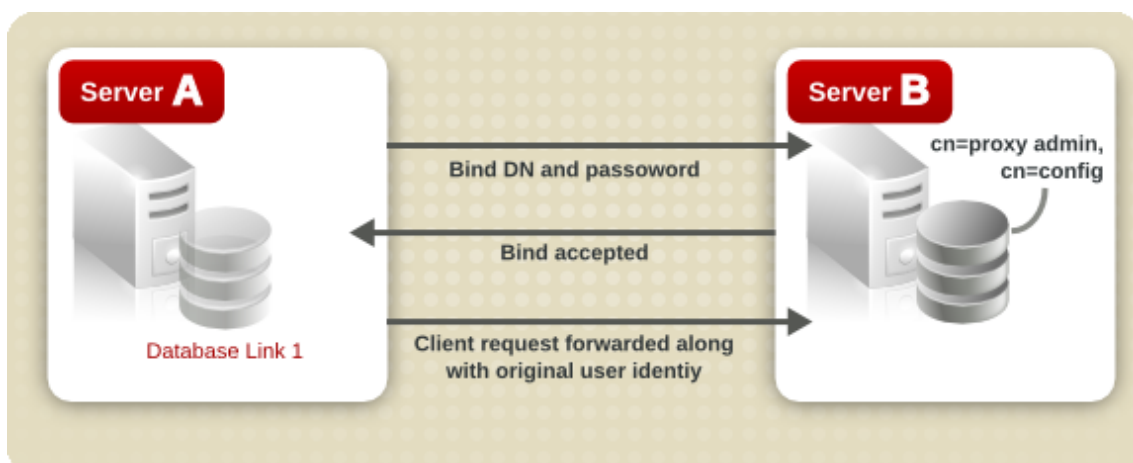 Server A
Server B
cn=proxy admin,
cn=config
Bind DN and passoword
Bind accepted
Client request forwarded along
with original user identiy
Database Link 1